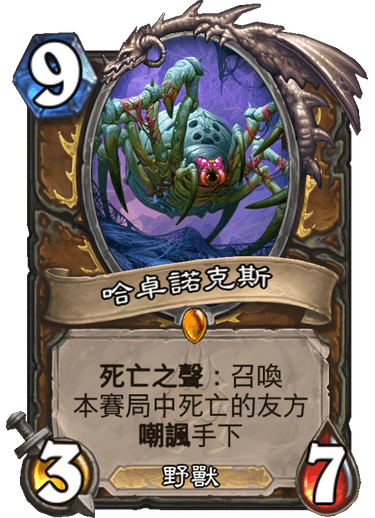 9
哈卓諾克斯
死亡之聲：召喚
本賽局中死亡的友方
嘲諷手下
3
野獸
7